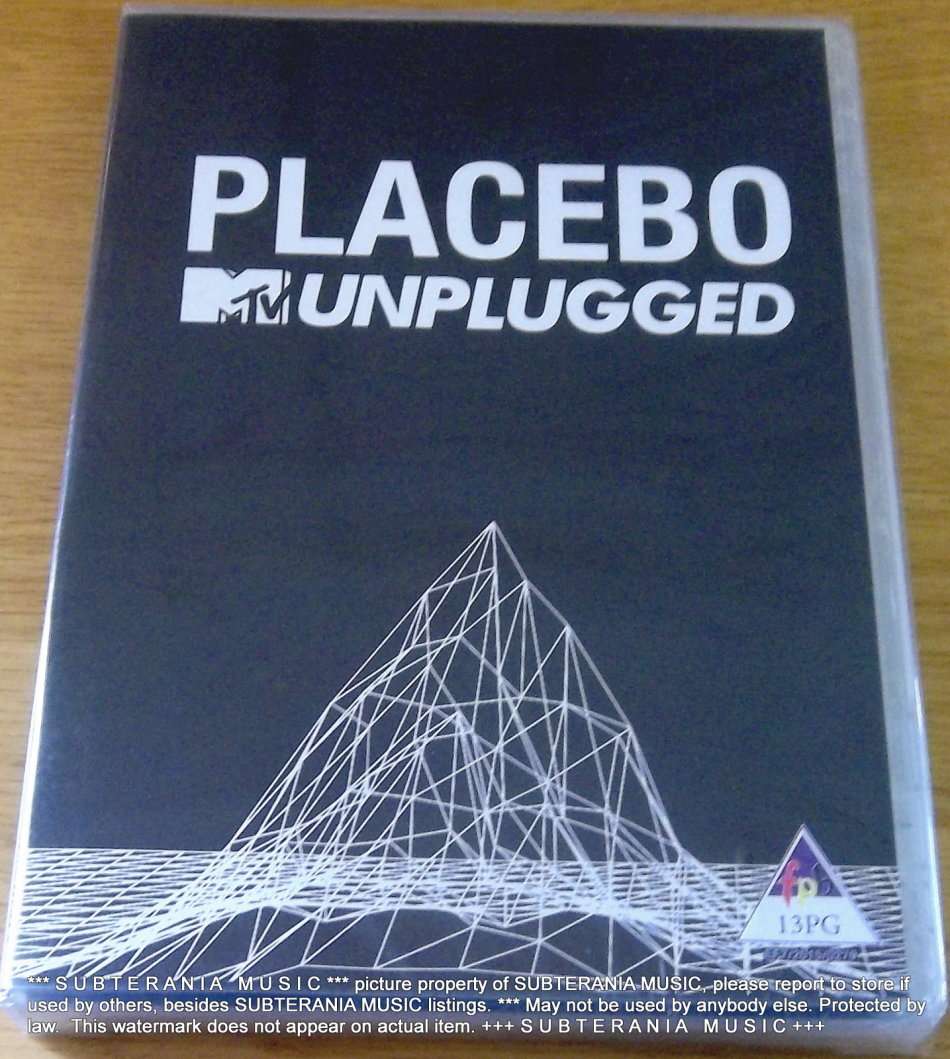 PLACEBO
MTV UNPLUGGED
fpb
13PG
*** S U B T E R A N I A M U S I C *** picture property of SUBTERANIA MUSIC, please report to store if
used by others, besides SUBTERANIA MUSIC listings. *** May not be used by anybody else. Protected by
law. This watermark does not appear on actual item. +++ S U B T E R A N I A M U S I C +++